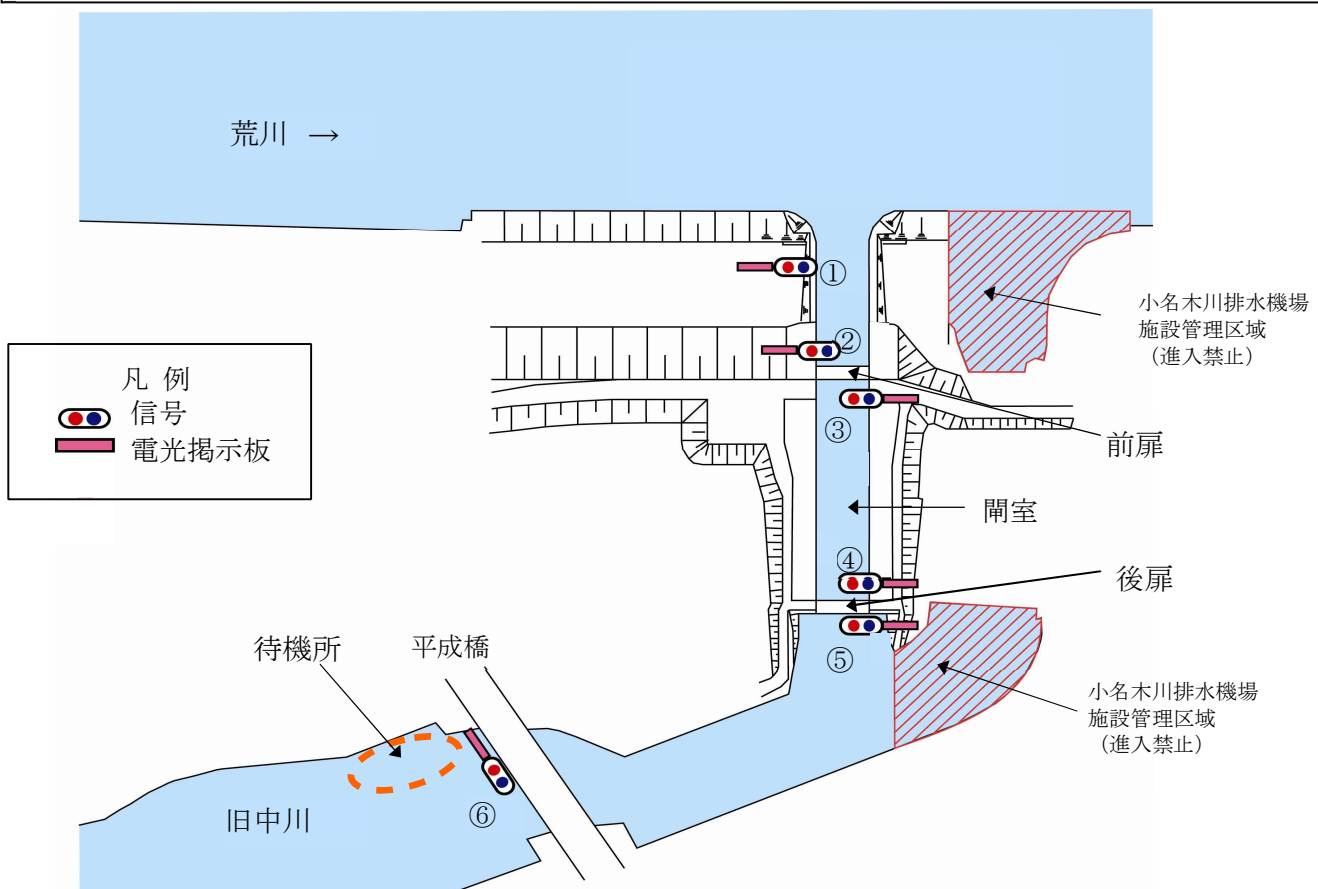 荒川 →
①
小名木川排水機場
施設管理区域
（進入禁止）
②
凡 例
信号
電光掲示板
③
前扉
閘室
④
後扉
待機所
平成橋
⑤
小名木川排水機場
施設管理区域
（進入禁止）
旧中川
⑥